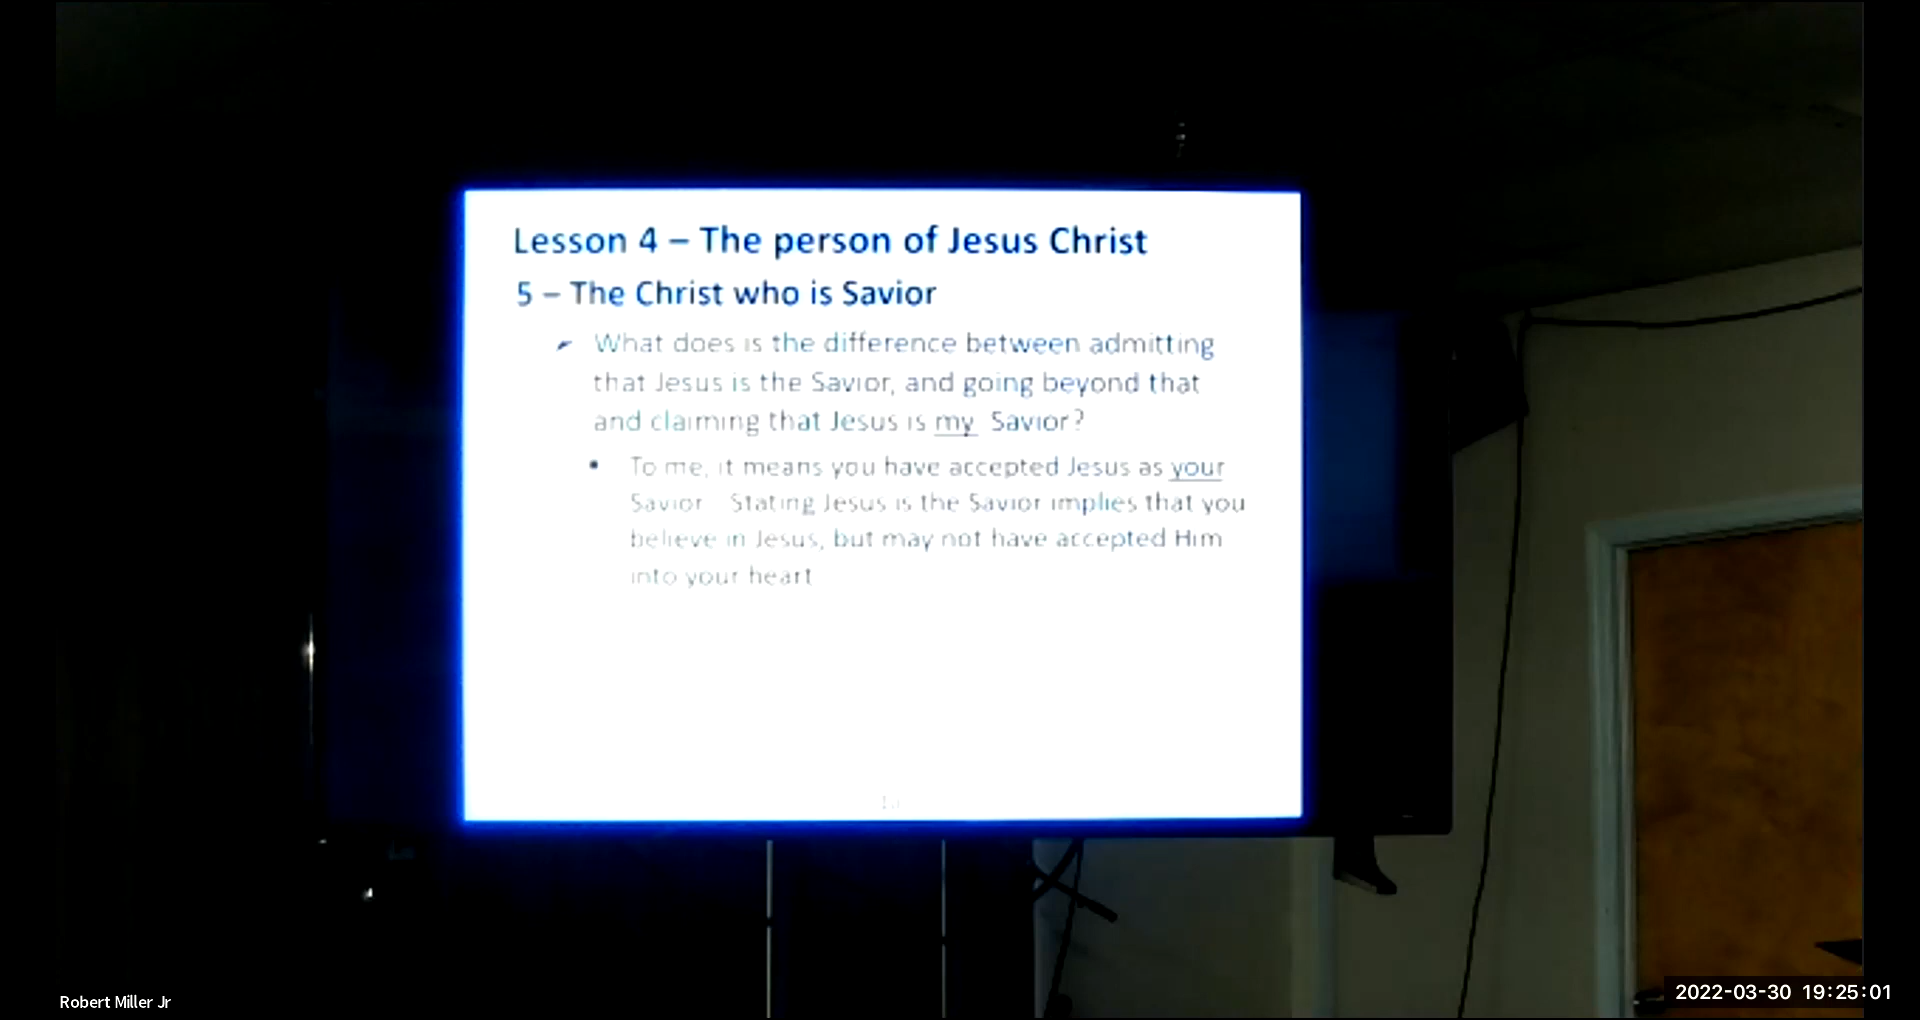 Lesson 4 – The person of Jesus Christ
5 – The Christ who is Savior
What does is the difference between admitting
that Jesus is the Savior, and going beyond that
and claiming that Jesus is my Savior?
To me, it means you have accepted Jesus as your
Savior Stating Jesus is the Savior implies that you
believe in Jesus, but may not have accepted Him
into your heart
Robert Miller Jr
2022-03-30 19:25:01